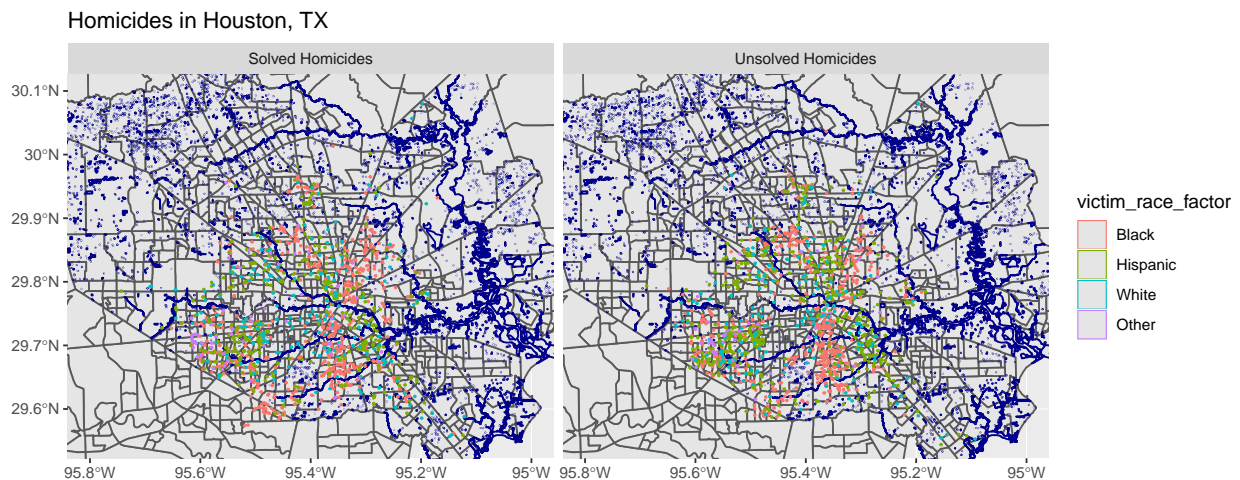 Homicides in Houston, TX
Solved Homicides
Unsolved Homicides
30.1°N
30°N
29.9°N
29.8°N
29.7°N
29.6°N
95.8°W 95.6°W 95.4°W 95.2°W 95°W
95.8°W 95.6°W 95.4°W 95.2°W 95°W
victim_race_factor
Black
Hispanic
White
Other